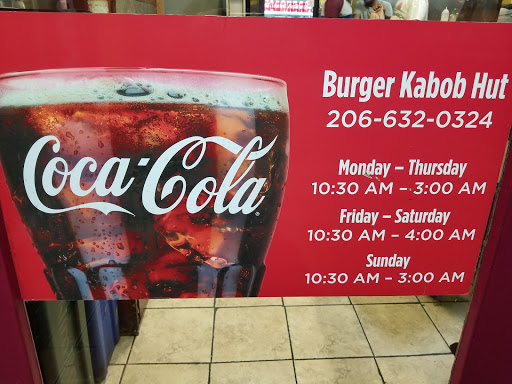 Coca-Cola
Burger Kabob Hut
206-632-0324
Monday – Thursday
10:30 AM – 3:00 AM
Friday – Saturday
10:30 AM – 4:00 AM
Sunday
10:30 AM – 3:00 AM